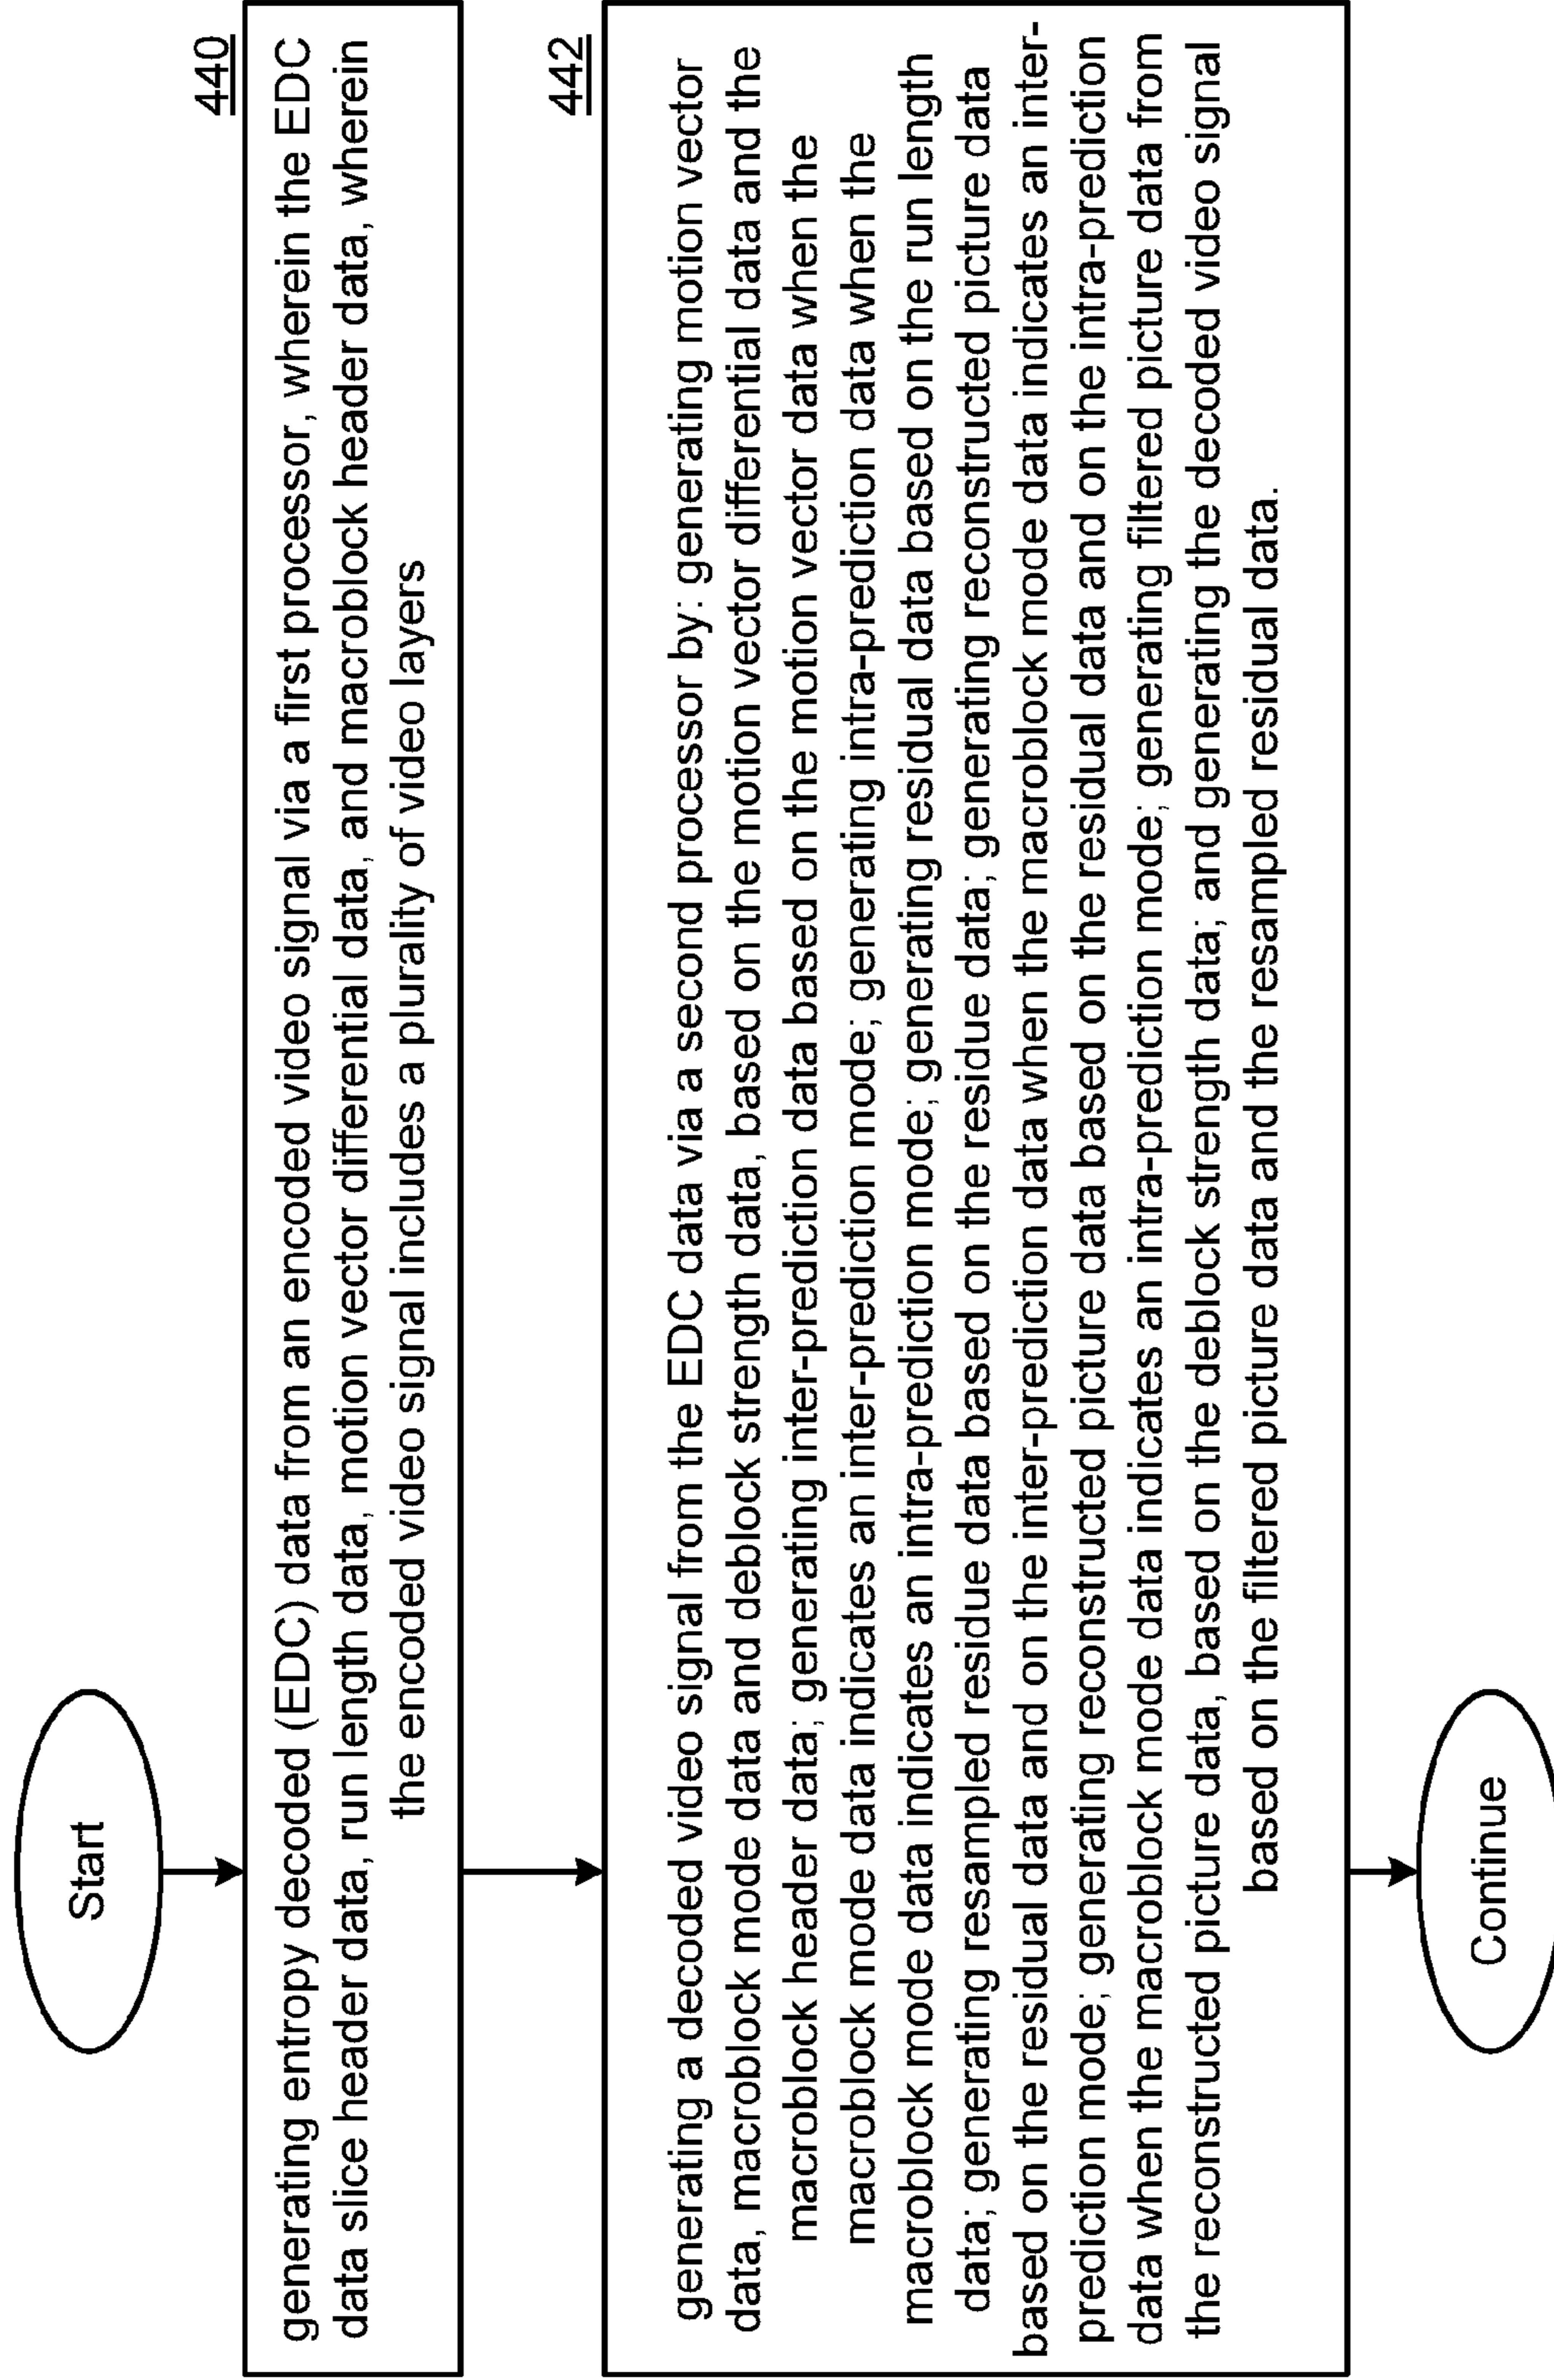 Start
440
generating entropy decoded (EDC) data from an encoded video signal via a first processor, wherein the EDC
data slice header data, run length data, motion vector differential data, and macroblock header data, wherein
the encoded video signal includes a plurality of video layers
442
generating a decoded video signal from the EDC data via a second processor by: generating motion vector
data, macroblock mode data and deblock strength data, based on the motion vector differential data and the
macroblock header data; generating inter-prediction data based on the motion vector data when the
macroblock mode data indicates an inter-prediction mode; generating intra-prediction data when the
macroblock mode data indicates an intra-prediction mode; generating residual data based on the run length
data; generating resampled residue data based on the residue data; generating reconstructed picture data
based on the residual data and on the inter-prediction data when the macroblock mode data indicates an inter-
prediction mode; generating reconstructed picture data based on the residual data and on the intra-prediction
data when the macroblock mode data indicates an intra-prediction mode; generating filtered picture data from
the reconstructed picture data, based on the deblock strength data; and generating the decoded video signal
based on the filtered picture data and the resampled residual data.
Continue